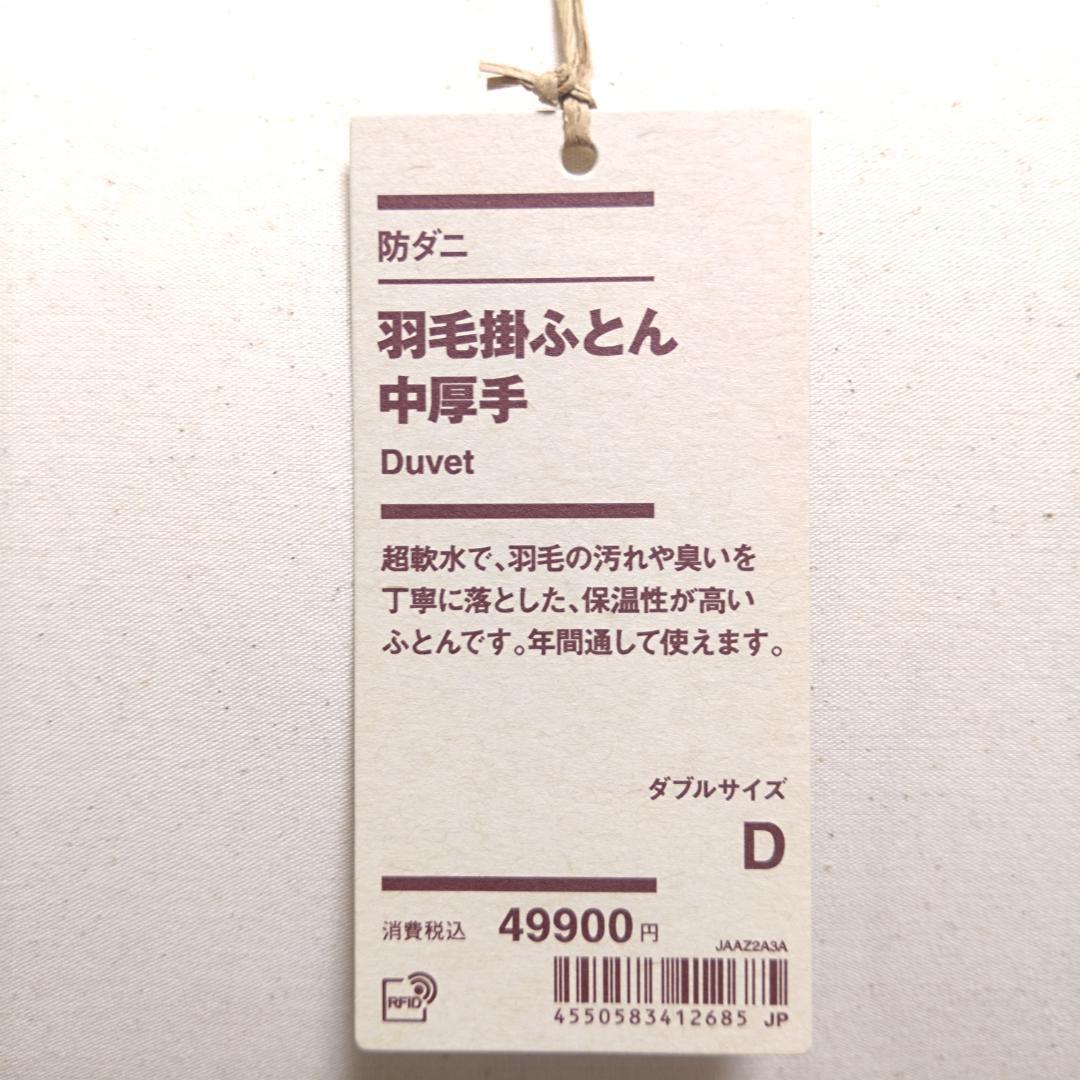 防ダニ
羽毛掛ふとん
中厚手
Duvet
超軟水で、羽毛の汚れや臭いを
丁寧に落とした、保温性が高い
ふとんです。年間通して使えます。
ダブルサイズ
D
消費税込 49900円
JAAZ2A3A
RFID
4550583412685 JP